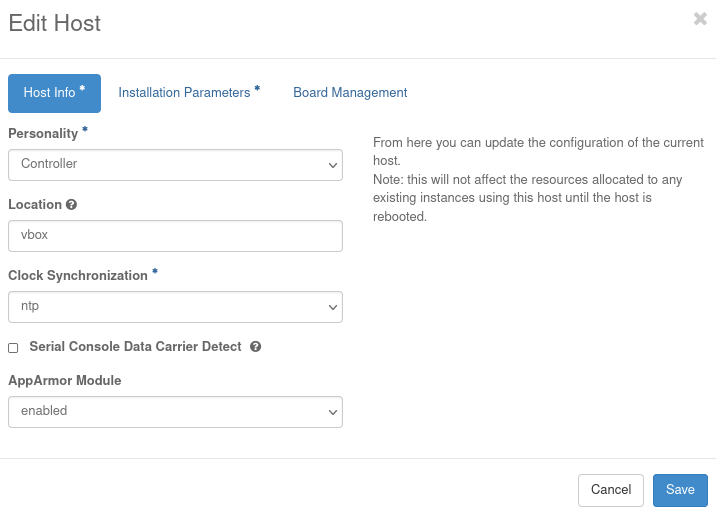 Edit Host
Host Info *
Installation Parameters *
Board Management
Personality *
Controller
Location
vbox
Clock Synchronization *
ntp
Serial Console Data Carrier Detect
AppArmor Module
enabled
From here you can update the configuration of the current
host.
Note: this will not affect the resources allocated to any
existing instances using this host until the host is
rebooted.
Cancel
Save